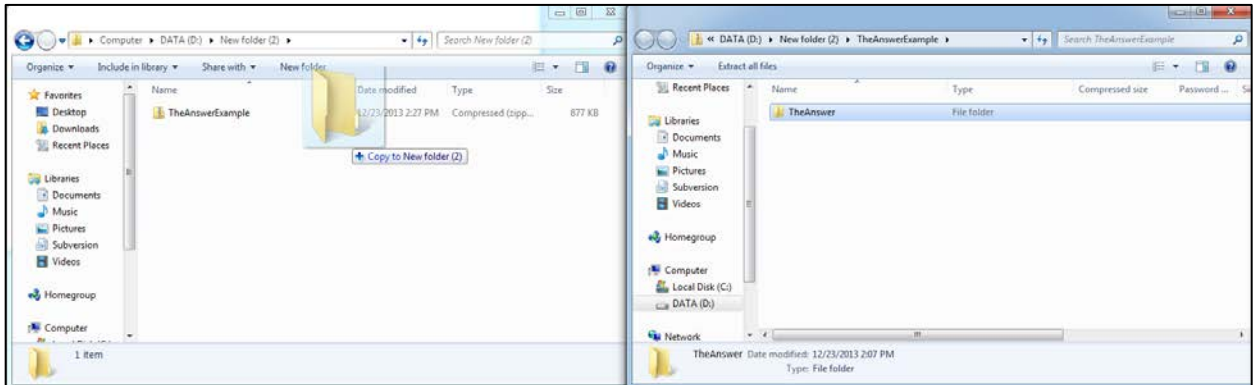 Computer ▸ DATA (D:) ▸ New folder (2) ▸
Search New folder (2)
Organize ▾ Include in library ▾ Share with ▾ New folder
Favorites
Desktop
Downloads
Recent Places
Libraries
Documents
Music
Pictures
Subversion
Videos
Homegroup
Computer
Name Date modified Type Size
TheAnswerExample 12/23/2013 2:27 PM Compressed (zipp... 877 KB
+ Copy to New folder (2)
1 item
« DATA (D:) ▸ New folder (2) ▸ TheAnswerExample ▸
Search TheAnswerExample
Organize ▾ Extract all files
Recent Places
Libraries
Documents
Music
Pictures
Subversion
Videos
Homegroup
Computer
Local Disk (C:)
DATA (D:)
Network
Name Type Compressed size Password ...
TheAnswer File folder
TheAnswer Date modified: 12/23/2013 2:07 PM
Type: File folder